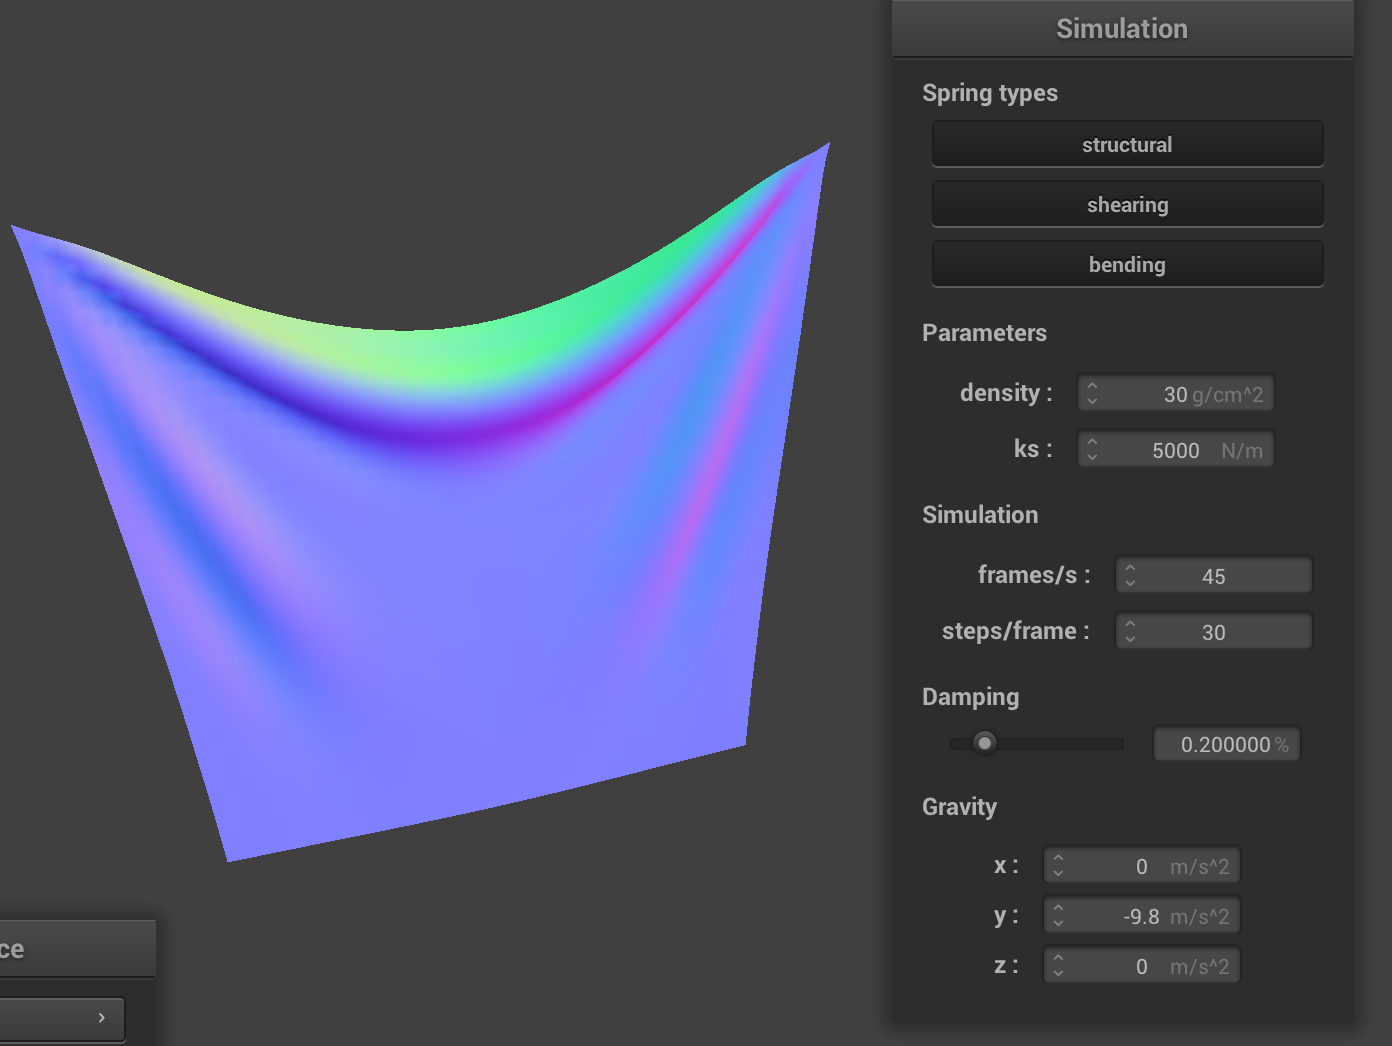 Simulation
Spring types
structural
shearing
bending
Parameters
density : 30 g/cm^2
ks : 5000 N/m
Simulation
frames/s : 45
steps/frame : 30
Damping
0.200000 %
Gravity
x : 0 m/s^2
y : -9.8 m/s^2
z : 0 m/s^2
ce